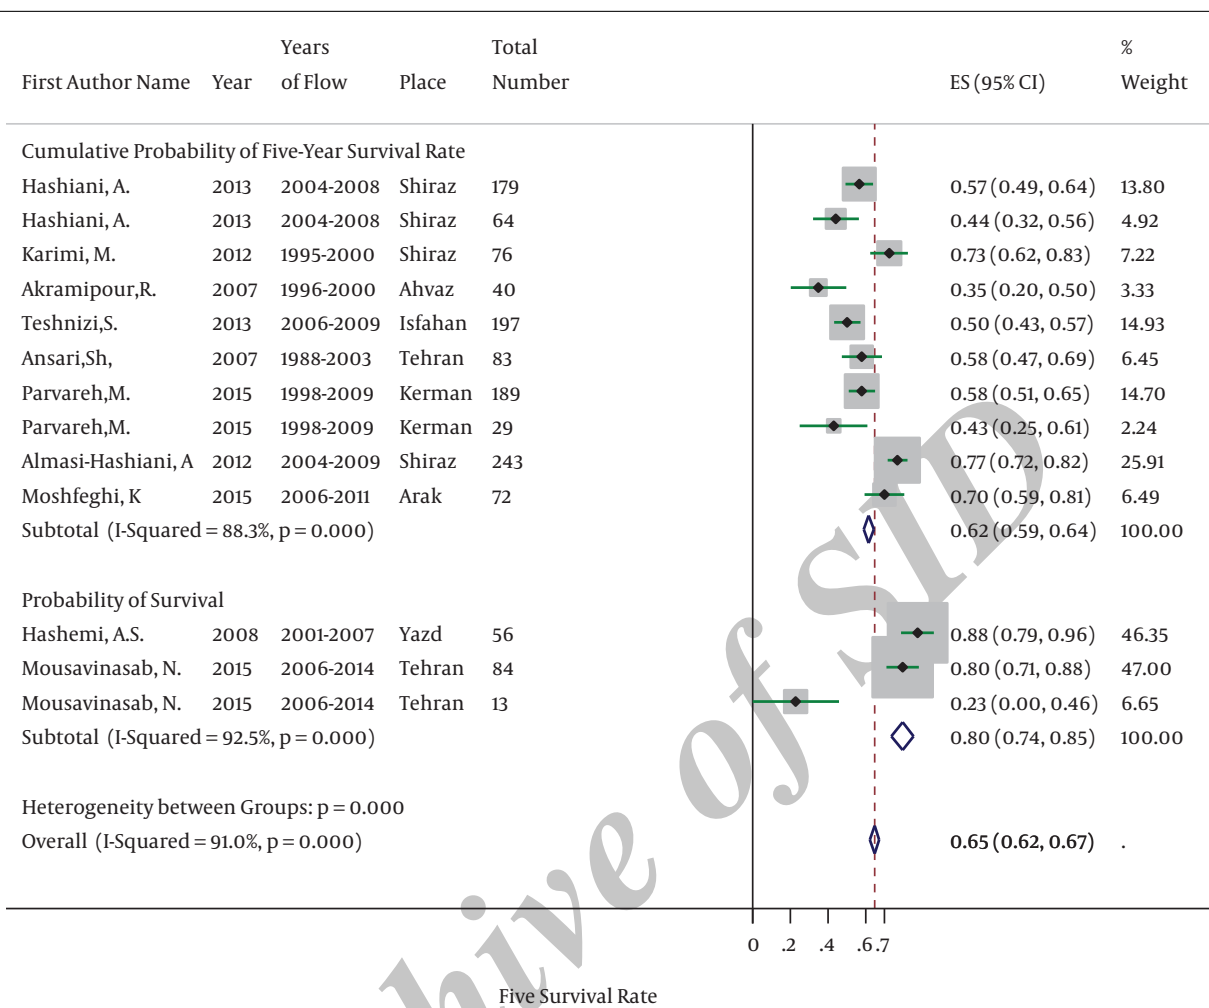 Years Total %
First Author Name Year of Flow Place Number ES (95% CI) Weight
Cumulative Probability of Five-Year Survival Rate
Hashiani, A. 2013 2004-2008 Shiraz 179 0.57 (0.49, 0.64) 13.80
Hashiani, A. 2013 2004-2008 Shiraz 64 0.44 (0.32, 0.56) 4.92
Karimi, M. 2012 1995-2000 Shiraz 76 0.73 (0.62, 0.83) 7.22
Akramipour,R. 2007 1996-2000 Ahvaz 40 0.35 (0.20, 0.50) 3.33
Teshnizi,S. 2013 2006-2009 Isfahan 197 0.50 (0.43, 0.57) 14.93
Ansari,Sh, 2007 1988-2003 Tehran 83 0.58 (0.47, 0.69) 6.45
Parvareh,M. 2015 1998-2009 Kerman 189 0.58 (0.51, 0.65) 14.70
Parvareh,M. 2015 1998-2009 Kerman 29 0.43 (0.25, 0.61) 2.24
Almasi-Hashiani, A 2012 2004-2009 Shiraz 243 0.77 (0.72, 0.82) 25.91
Moshfeghi, K 2015 2006-2011 Arak 72 0.70 (0.59, 0.81) 6.49
Subtotal (I-Squared = 88.3%, p = 0.000) 0.62 (0.59, 0.64) 100.00
Probability of Survival
Hashemi, A.S. 2008 2001-2007 Yazd 56 0.88 (0.79, 0.96) 46.35
Mousavinasab, N. 2015 2006-2014 Tehran 84 0.80 (0.71, 0.88) 47.00
Mousavinasab, N. 2015 2006-2014 Tehran 13 0.23 (0.00, 0.46) 6.65
Subtotal (I-Squared = 92.5%, p = 0.000) 0.80 (0.74, 0.85) 100.00
Heterogeneity between Groups: p = 0.000
Overall (I-Squared = 91.0%, p = 0.000) 0.65 (0.62, 0.67) .
0 .2 .4 .6 .7
Five Survival Rate
hive of SID